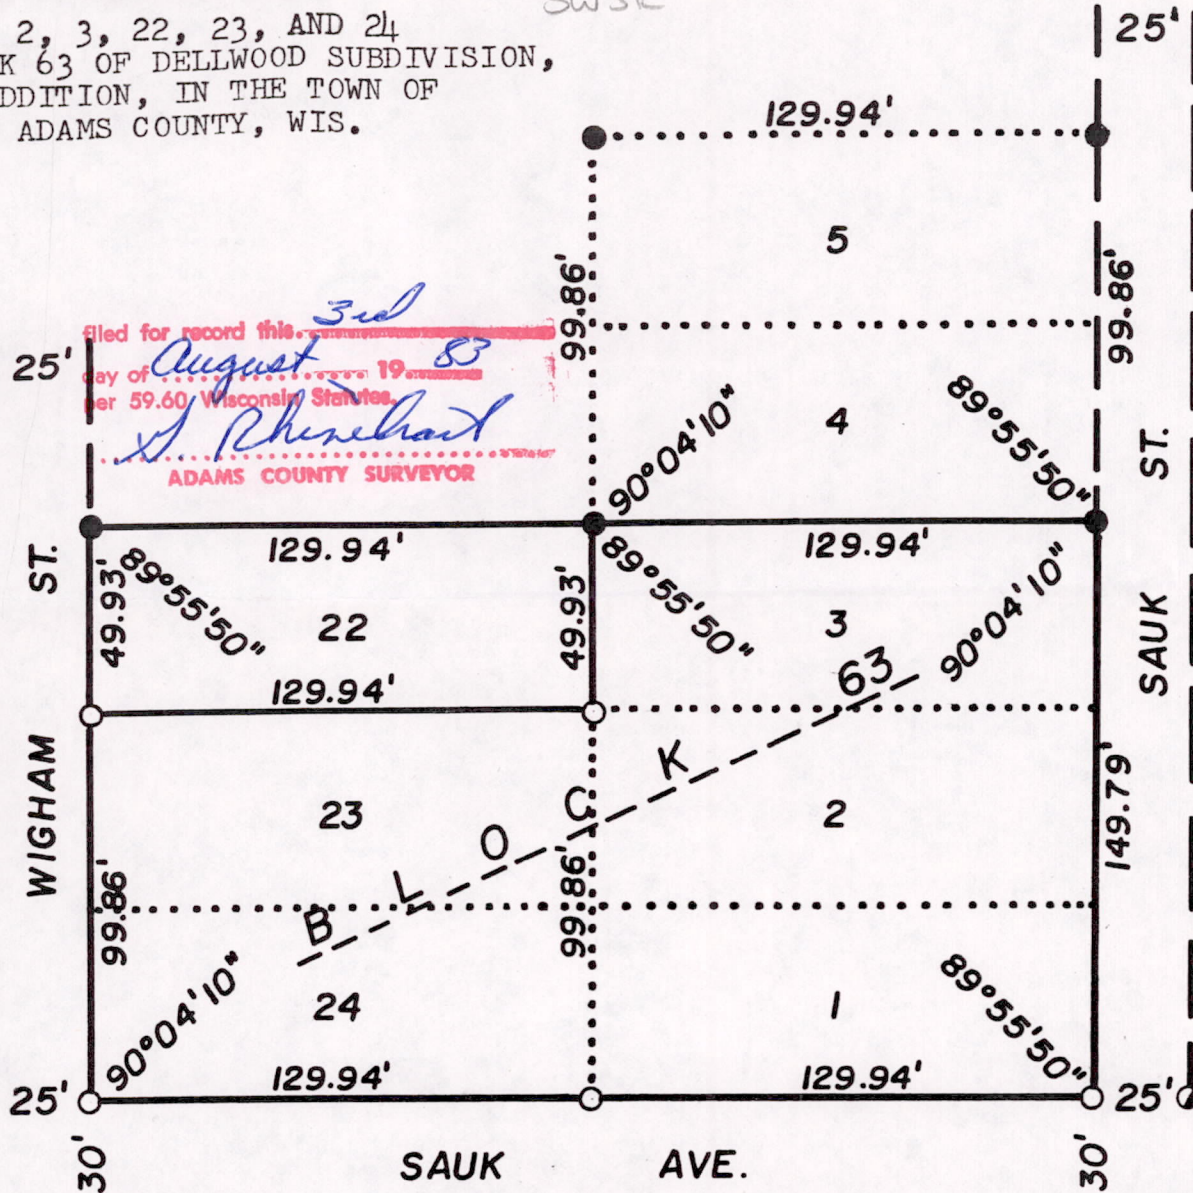 2, 3, 22, 23, AND 24
K 63 OF DELLWOOD SUBDIVISION,
DDITION, IN THE TOWN OF
ADAMS COUNTY, WIS.
25'
129.94'
5
99.86'
99.86'
filed for record this 3rd
day of August 19 83
per 59.60 Wisconsin Statutes.
S. Rhinehart
ADAMS COUNTY SURVEYOR
25'
4
90°04'10"
89°55'50"
129.94'
129.94'
WIGHAM ST.
SAUK ST.
49.93'
89°55'50"
22
49.93'
89°55'50"
3
90°04'10"
129.94'
BLOCK 63
23
2
149.79'
99.86'
99.86'
90°04'10"
24
1
89°55'50"
129.94'
129.94'
25'
25'
30'
SAUK AVE.
30'